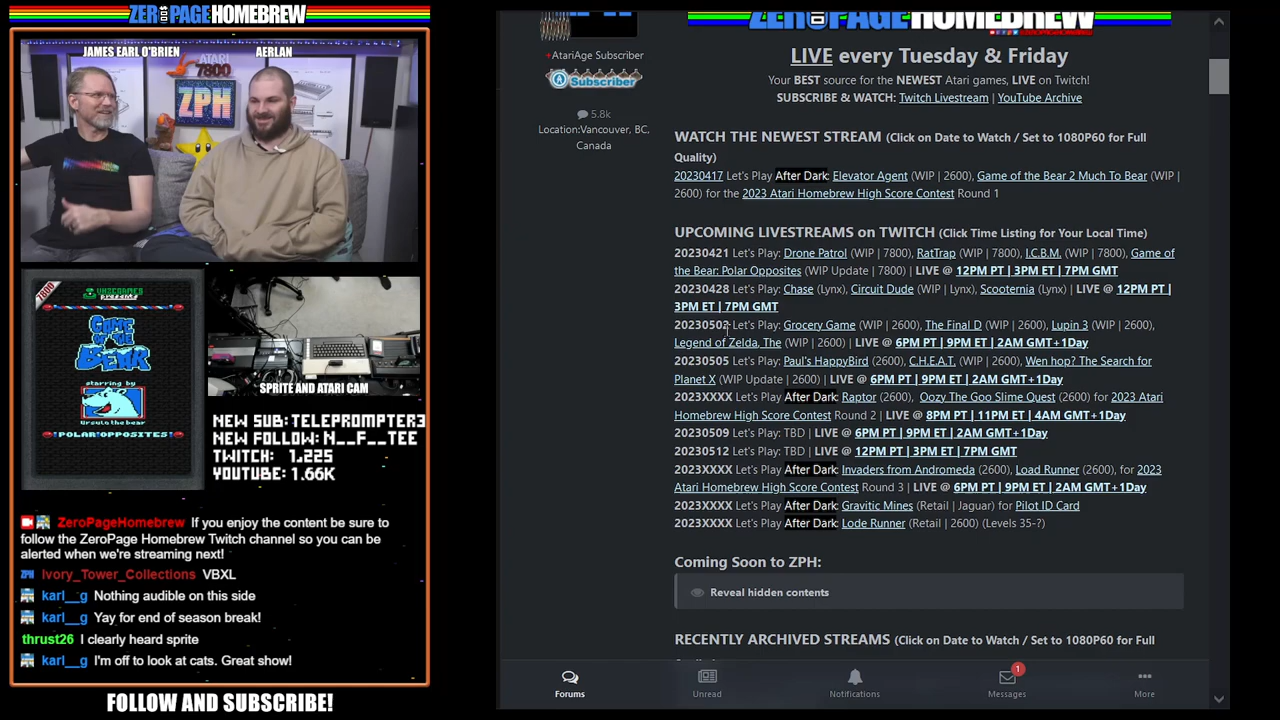 ZEROPAGE HOMEBREW
JAMES EARL O'BRIEN
AERLAN
ATARI
7800
ZPH
7800
presents
GAME
OF THE
BEAR
starring by
Ursula the bear
POLAR OPPOSITES
SPRITE AND ATARI CAM
NEW SUB: TELEPROMPTER3
NEW FOLLOW: N__F__TEE
TWITCH: 1,225
YOUTUBE: 1.66K
ZeroPageHomebrew If you enjoy the content be sure to
follow the ZeroPage Homebrew Twitch channel so you can be
alerted when we're streaming next!
ZPH Ivory_Tower_Collections VBXL
karl__g Nothing audible on this side
karl__g Yay for end of season break!
thrust26 I clearly heard sprite
karl__g I'm off to look at cats. Great show!
FOLLOW AND SUBSCRIBE!
+AtariAge Subscriber
Subscriber
5.8k
Location:Vancouver, BC,
Canada
ZEROPAGE HOMEBREW
LIVE every Tuesday & Friday
Your BEST source for the NEWEST Atari games, LIVE on Twitch!
SUBSCRIBE & WATCH: Twitch Livestream | YouTube Archive
WATCH THE NEWEST STREAM (Click on Date to Watch / Set to 1080P60 for Full
Quality)
20230417 Let's Play After Dark: Elevator Agent (WIP | 2600), Game of the Bear 2 Much To Bear (WIP |
2600) for the 2023 Atari Homebrew High Score Contest Round 1
UPCOMING LIVESTREAMS on TWITCH (Click Time Listing for Your Local Time)
20230421 Let's Play: Drone Patrol (WIP | 7800), RatTrap (WIP | 7800), I.C.B.M. (WIP | 7800), Game of
the Bear: Polar Opposites (WIP Update | 7800) | LIVE @ 12PM PT | 3PM ET | 7PM GMT
20230428 Let's Play: Chase (Lynx), Circuit Dude (WIP | Lynx), Scooternia (Lynx) | LIVE @ 12PM PT |
3PM ET | 7PM GMT
20230502 Let's Play: Grocery Game (WIP | 2600), The Final D (WIP | 2600), Lupin 3 (WIP | 2600),
Legend of Zelda, The (WIP | 2600) | LIVE @ 6PM PT | 9PM ET | 2AM GMT+1Day
20230505 Let's Play: Paul's HappyBird (2600), C.H.E.A.T. (WIP | 2600), Wen hop? The Search for
Planet X (WIP Update | 2600) | LIVE @ 6PM PT | 9PM ET | 2AM GMT+1Day
2023XXXX Let's Play After Dark: Raptor (2600), Oozy The Goo Slime Quest (2600) for 2023 Atari
Homebrew High Score Contest Round 2 | LIVE @ 8PM PT | 11PM ET | 4AM GMT+1Day
20230509 Let's Play: TBD | LIVE @ 6PM PT | 9PM ET | 2AM GMT+1Day
20230512 Let's Play: TBD | LIVE @ 12PM PT | 3PM ET | 7PM GMT
2023XXXX Let's Play After Dark: Invaders from Andromeda (2600), Load Runner (2600), for 2023
Atari Homebrew High Score Contest Round 3 | LIVE @ 6PM PT | 9PM ET | 2AM GMT+1Day
2023XXXX Let's Play After Dark: Gravitic Mines (Retail | Jaguar) for Pilot ID Card
2023XXXX Let's Play After Dark: Lode Runner (Retail | 2600) (Levels 35-?)
Coming Soon to ZPH:
Reveal hidden contents
RECENTLY ARCHIVED STREAMS (Click on Date to Watch / Set to 1080P60 for Full
Forums
Unread
Notifications
1
Messages
More